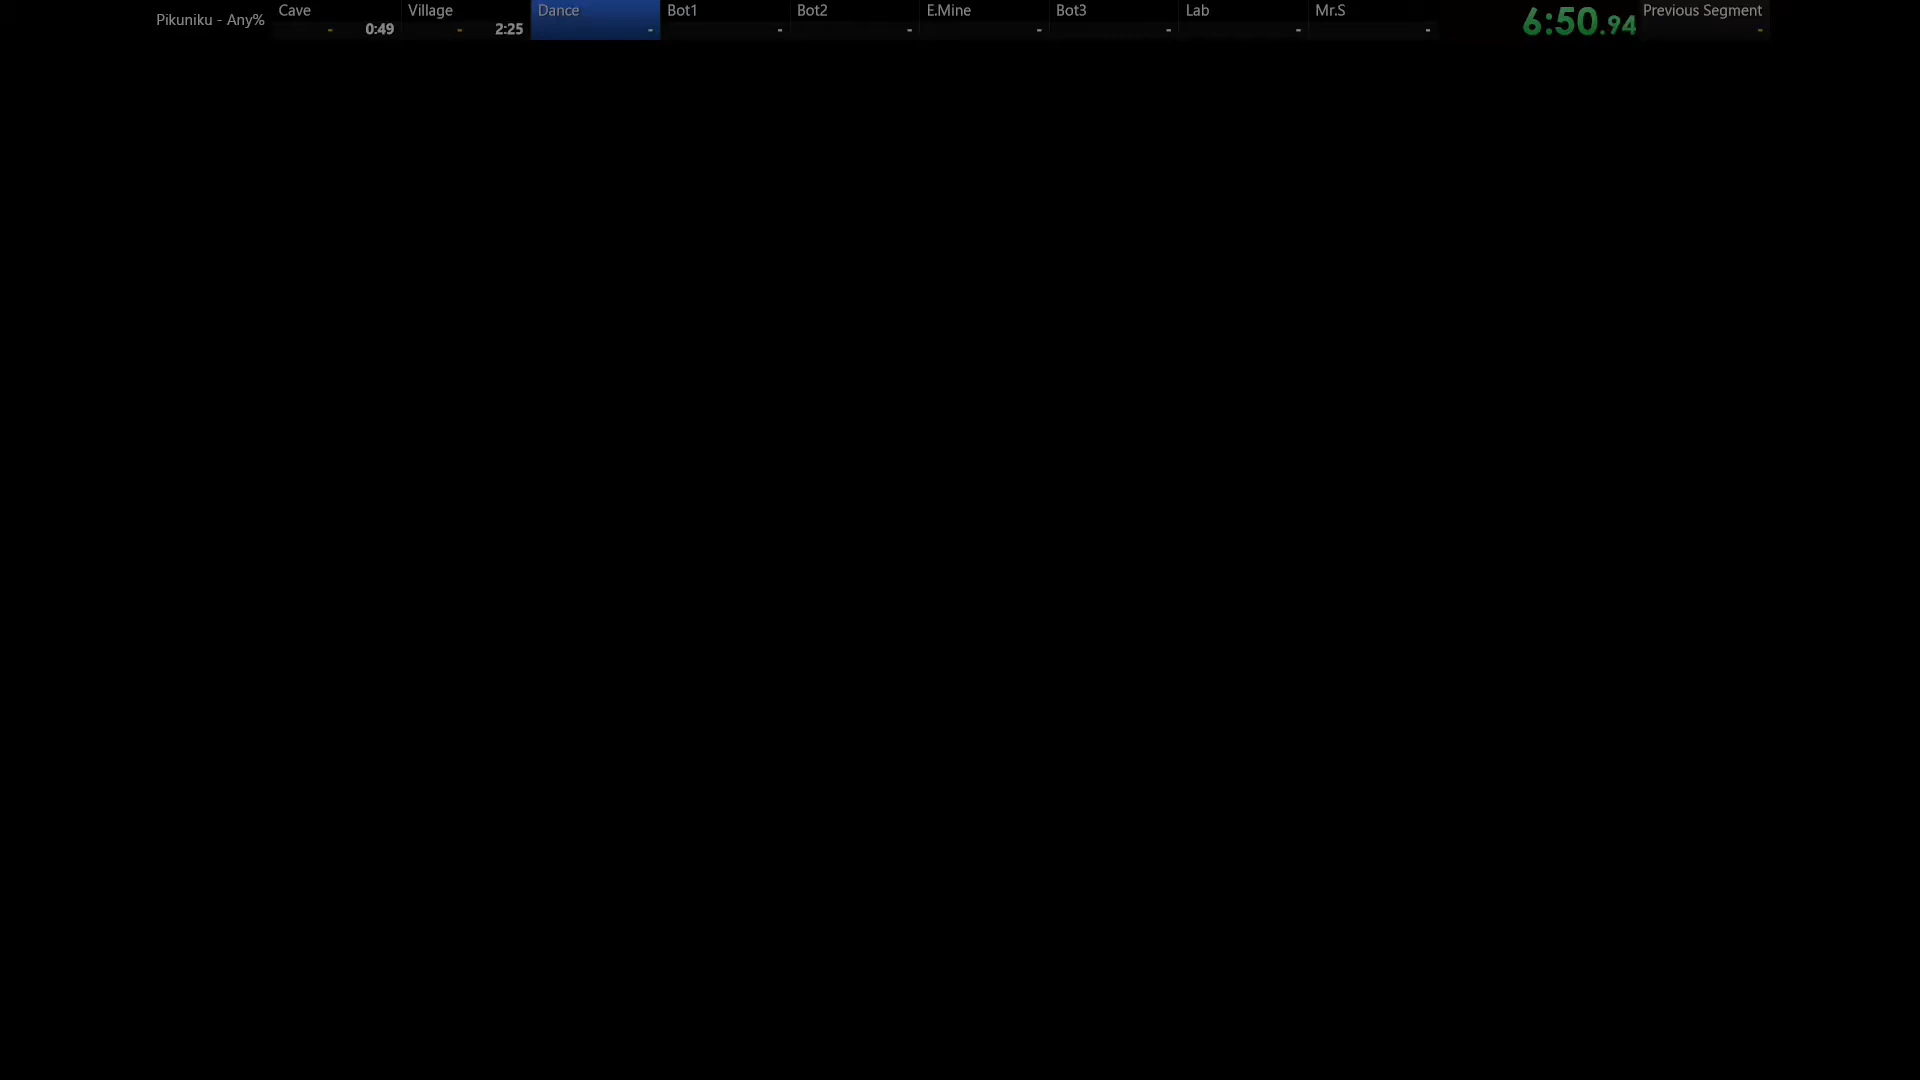 Pikuniku - Any%
Cave
- 0:49
Village
- 2:25
Dance
-
Bot1
-
Bot2
-
E.Mine
-
Bot3
-
Lab
-
Mr.S
-
6:50.94
Previous Segment
-